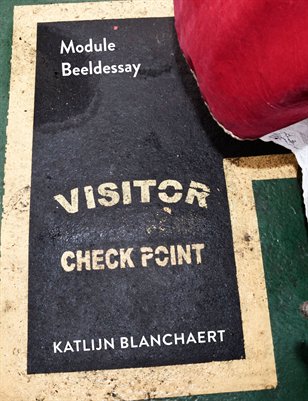 Module
Beeldessay
VISITOR
CHECK POINT
KATLIJN BLANCHAERT